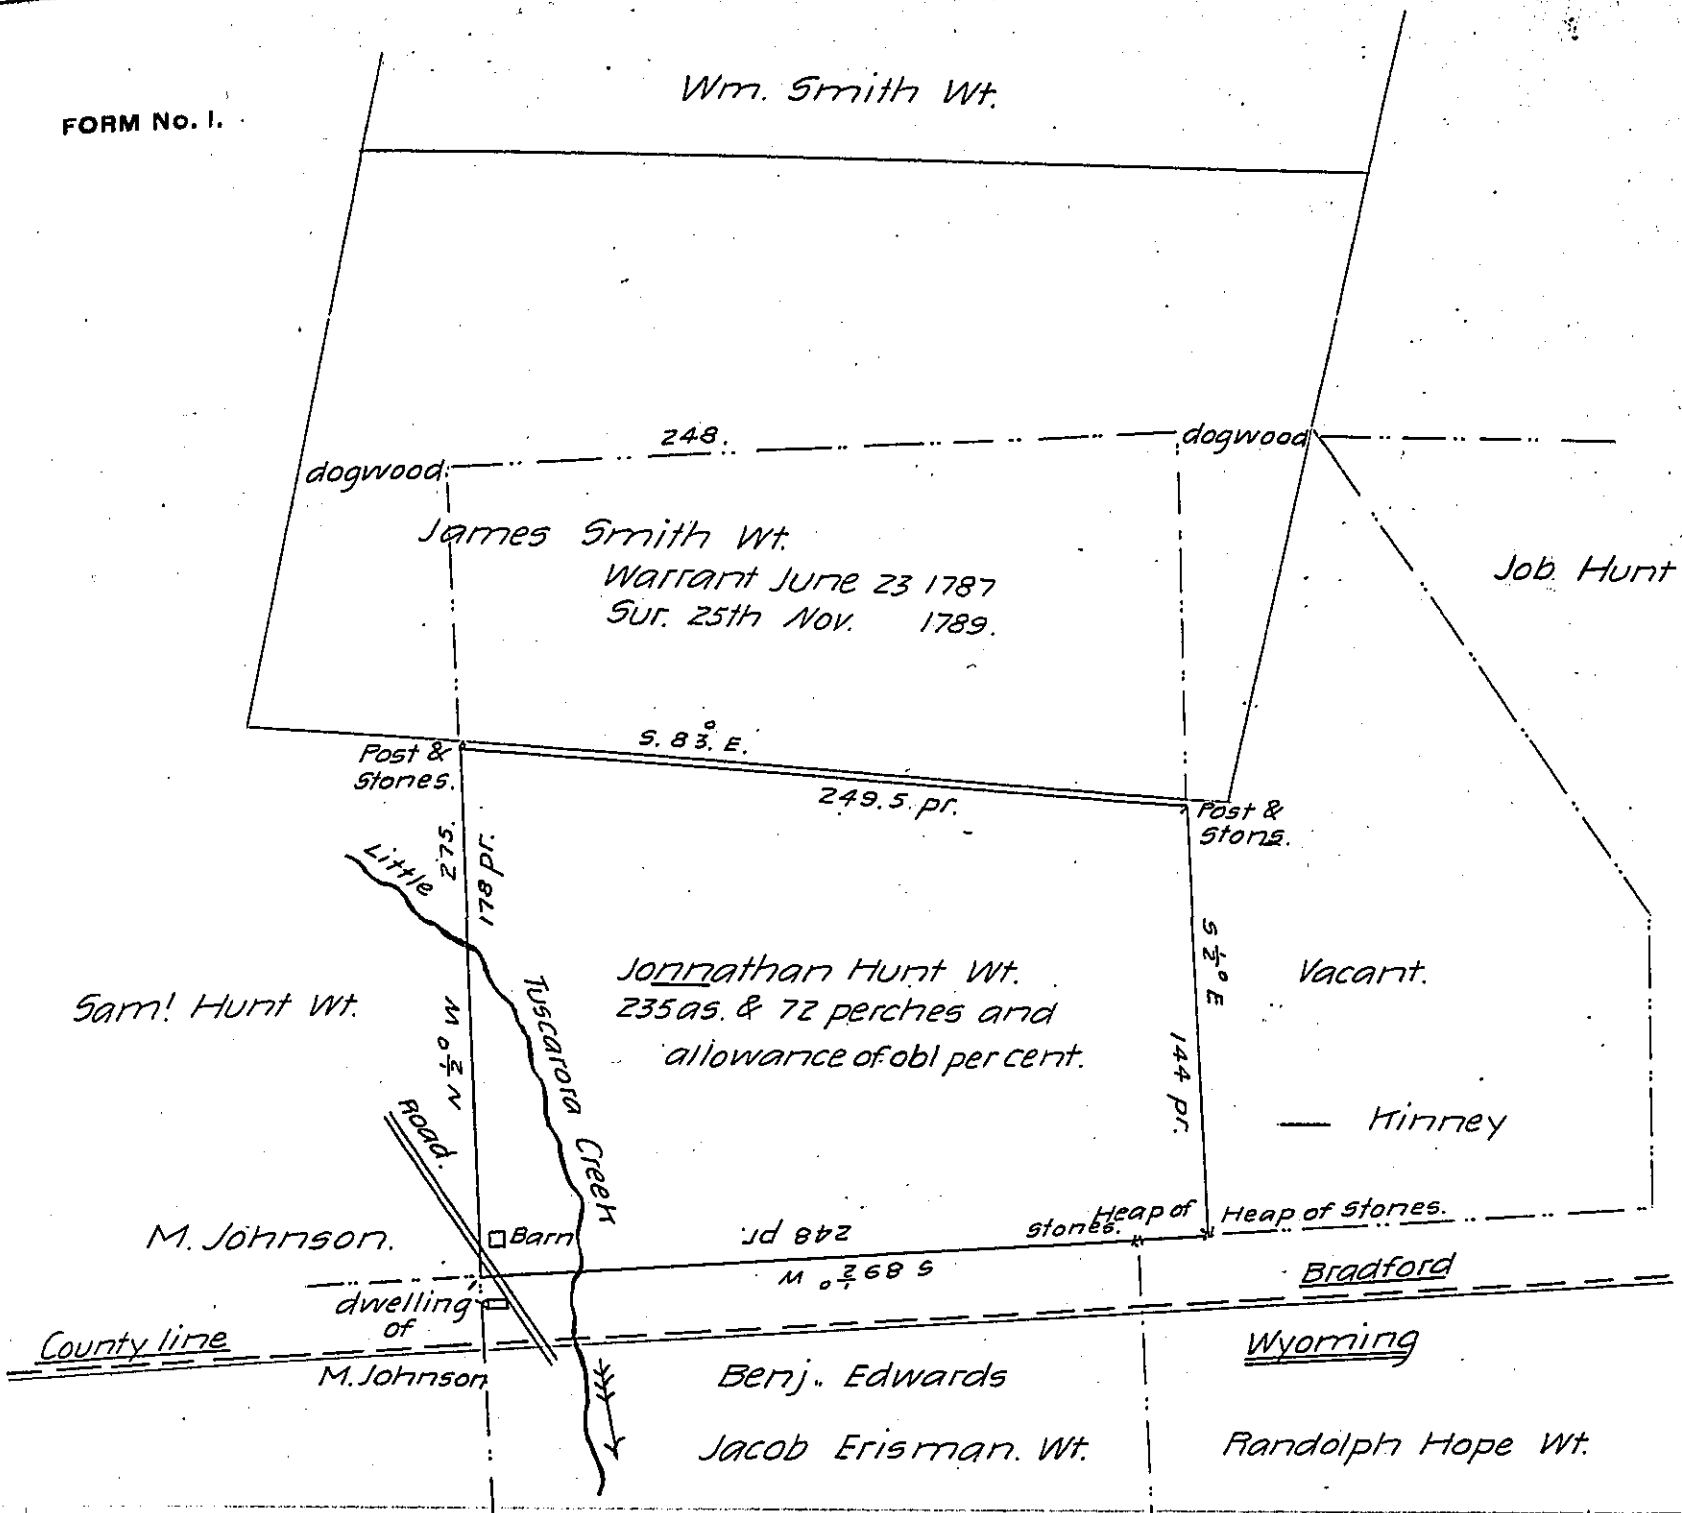 FORM No. 1.
Wm. Smith Wt.
248.
dogwood
dogwood
James Smith Wt.
Warrant June 23 1787
Sur. 25th Nov. 1789.
Job Hunt
S. 83.° E.
249.5. pr.
Post &
Stones.
Post &
Stons.
275.
178 pr.
Little
Tuscarora Creek
N ½° W
S ½° E
144 pr.
Sam! Hunt Wt.
Jonnathan Hunt Wt.
235 as. & 72 perches and
allowance of obl per cent.
Vacant.
— Kinney
Road.
M. Johnson.
Barn
248 pr.
S 89½° W
Heap of
Stones.
Heap of Stones.
dwelling
of
M. Johnson
County line
Bradford
Wyoming
Benj. Edwards
Jacob Erisman. Wt.
Randolph Hope Wt.